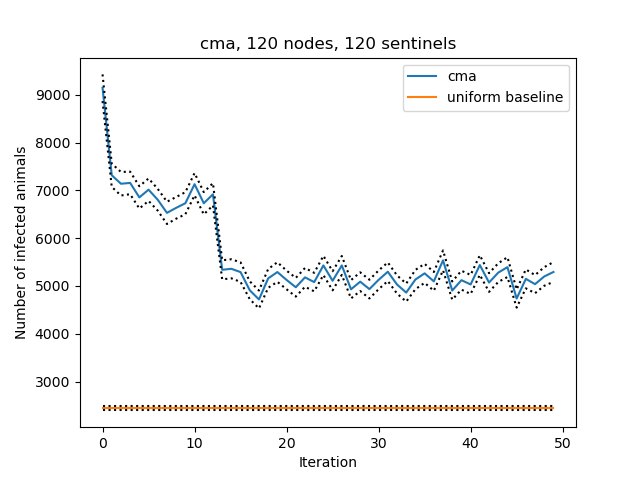 cma, 120 nodes, 120 sentinels
cma
uniform baseline
Number of infected animals
9000
8000
7000
6000
5000
4000
3000
0 10 20 30 40 50
Iteration